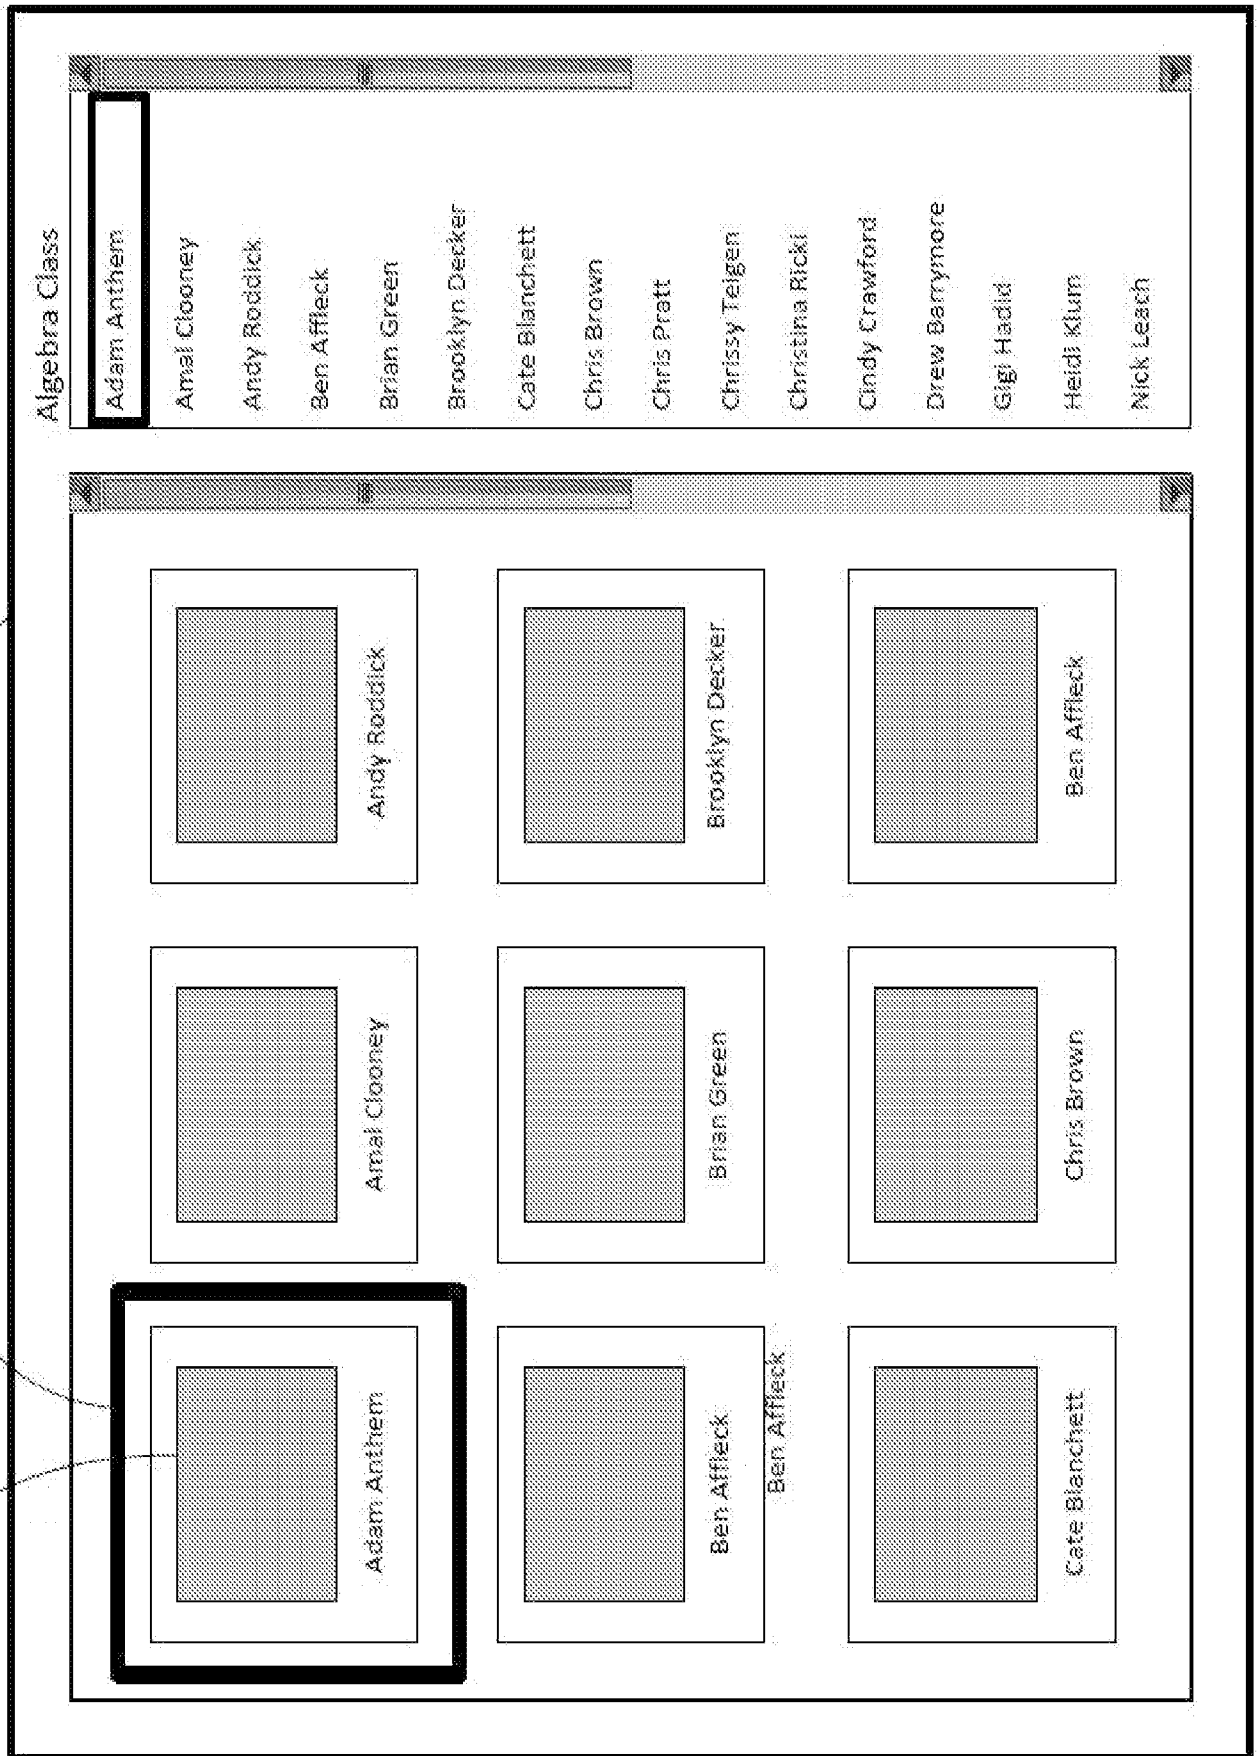 Adam Anthem
Amal Clooney
Andy Roddick
Ben Affleck
Brian Green
Brooklyn Decker
Ben Affleck
Cate Blanchett
Chris Brown
Ben Affleck
Algebra Class
Adam Anthem
Amal Clooney
Andy Roddick
Ben Affleck
Brian Green
Brooklyn Decker
Cate Blanchett
Chris Brown
Chris Pratt
Chrissy Teigen
Christina Ricki
Cindy Crawford
Drew Barrymore
Gigi Hadid
Heidi Klum
Nick Leach